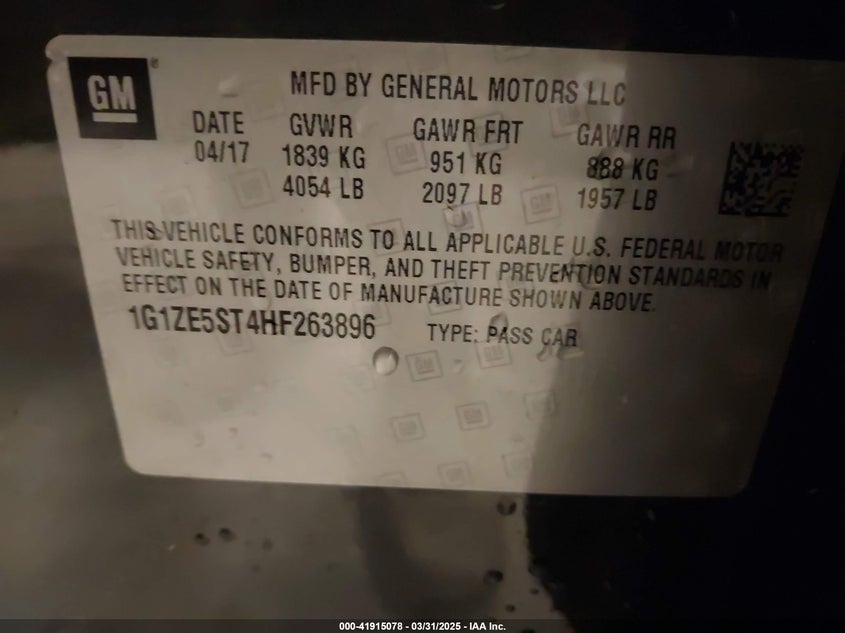 GM
MFD BY GENERAL MOTORS LLC
DATE GVWR GAWR FRT GAWR RR
04/17 1839 KG 951 KG 888 KG
4054 LB 2097 LB 1957 LB
THIS VEHICLE CONFORMS TO ALL APPLICABLE U.S. FEDERAL MOTOR
VEHICLE SAFETY, BUMPER, AND THEFT PREVENTION STANDARDS IN
EFFECT ON THE DATE OF MANUFACTURE SHOWN ABOVE.
1G1ZE5ST4HF263896 TYPE: PASS CAR
000-41915078 - 03/31/2025 - IAA Inc.